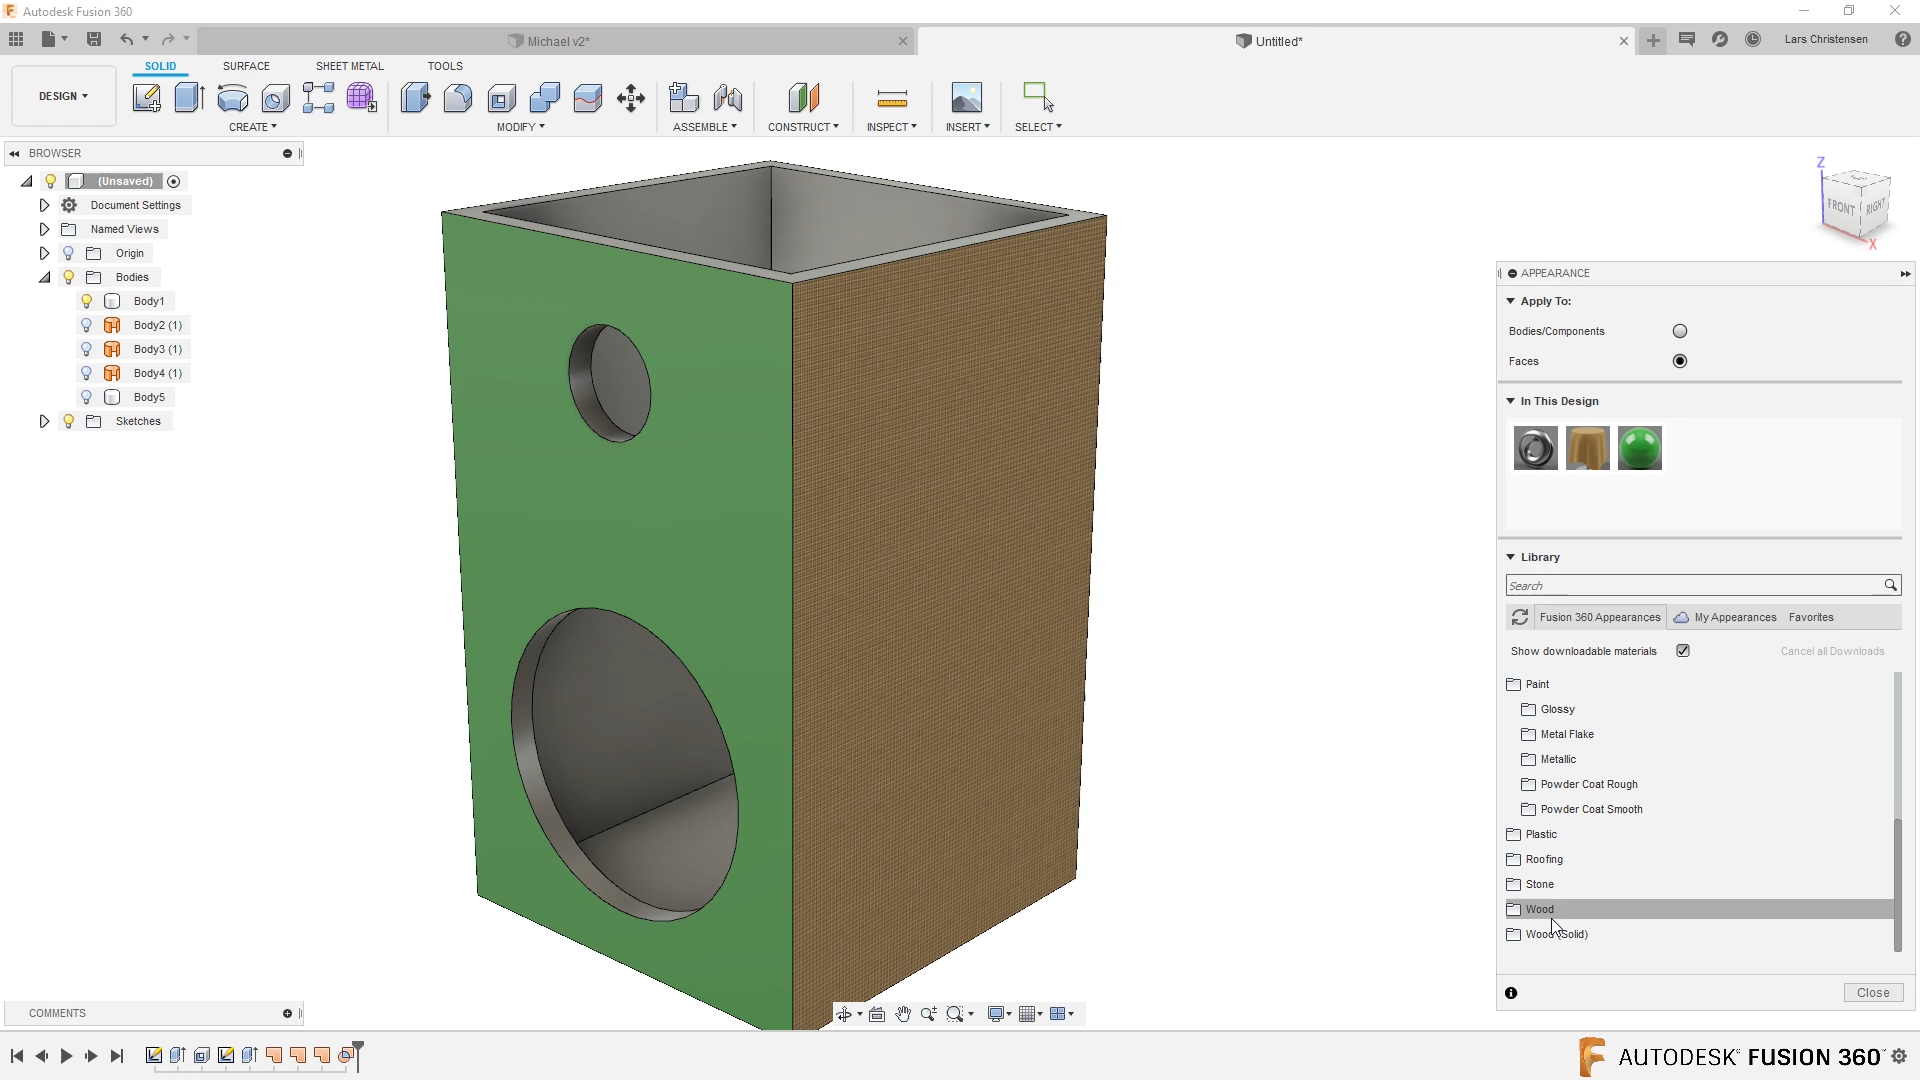 Autodesk Fusion 360
Michael v2*
Untitled*
Lars Christensen
DESIGN
SOLID
SURFACE
SHEET METAL
TOOLS
CREATE
MODIFY
ASSEMBLE
CONSTRUCT
INSPECT
INSERT
SELECT
BROWSER
(Unsaved)
Document Settings
Named Views
Origin
Bodies
Body1
Body2 (1)
Body3 (1)
Body4 (1)
Body5
Sketches
Z
FRONT
RIGHT
X
APPEARANCE
Apply To:
Bodies/Components
Faces
In This Design
Library
Search
Fusion 360 Appearances
My Appearances
Favorites
Show downloadable materials
Cancel all Downloads
Paint
Glossy
Metal Flake
Metallic
Powder Coat Rough
Powder Coat Smooth
Plastic
Roofing
Stone
Wood
Wood (Solid)
Close
COMMENTS
AUTODESK FUSION 360